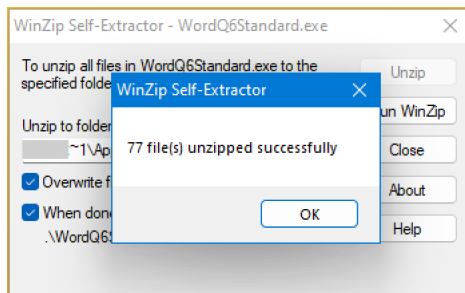 WinZip Self-Extractor - WordQ6Standard.exe
To unzip all files in WordQ6Standard.exe to the
specified folde
Unzip
WinZip Self-Extractor
un WinZip
Unzip to folder
~1\Ap
77 file(s) unzipped successfully
Close
Overwrite f
About
When done
OK
.\WordQ6S
Help